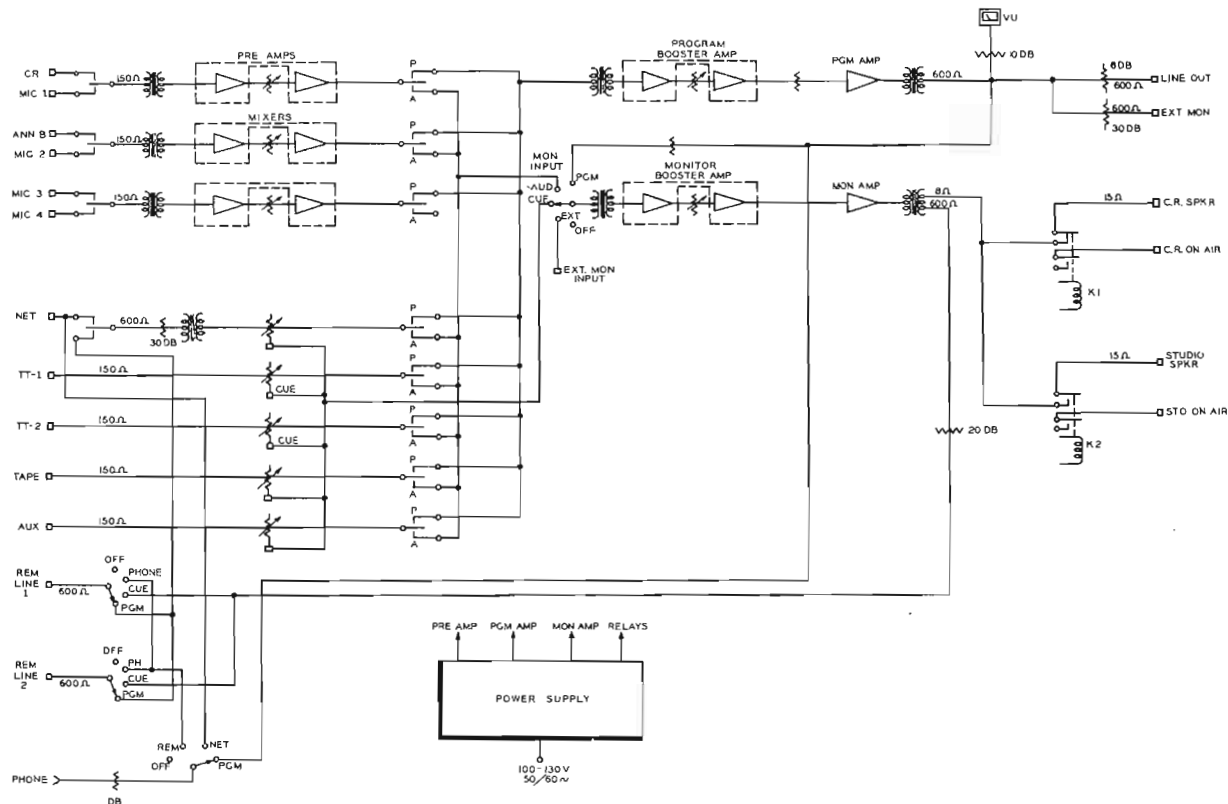 VU
PRE AMPS
PROGRAM
BOOSTER AMP
PGM AMP
10 DB
CR
MIC 1
150Ω
P
A
600Ω
6DB
600Ω
LINE OUT
600Ω
30 DB
EXT MON
ANN B
MIC 2
150Ω
MIXERS
P
A
MON
INPUT
PGM
AUD
CUE
EXT
OFF
EXT. MON
INPUT
MONITOR
BOOSTER AMP
MON AMP
8Ω
600Ω
MIC 3
MIC 4
150Ω
P
A
15Ω
C.R. SPKR
C.R. ON AIR
K1
NET
600Ω
30DB
P
A
TT-1
150Ω
CUE
P
A
15Ω
STUDIO
SPKR
STO ON AIR
K2
TT-2
150Ω
CUE
P
A
20 DB
TAPE
150Ω
P
A
AUX
150Ω
P
A
REM
LINE
1
600Ω
OFF
PHONE
CUE
PGM
REM
LINE
2
600Ω
OFF
PH
CUE
PGM
PRE AMP
PGM AMP
MON AMP
RELAYS
POWER SUPPLY
100-130V
50/60~
REM
OFF
NET
PGM
PHONE
DB